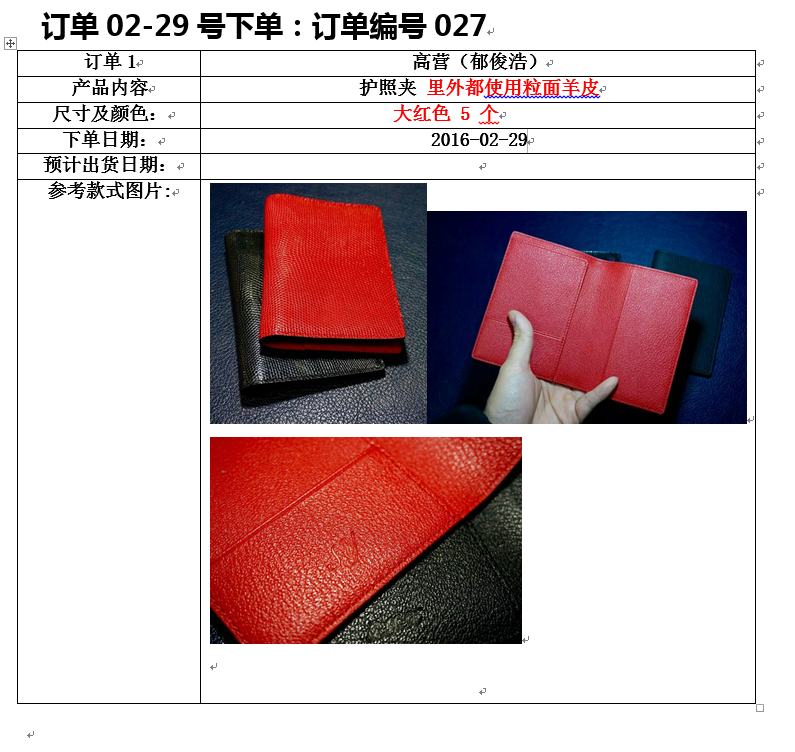 订单 02-29 号下单：订单编号 027
订单 1 高营（郁俊浩）
产品内容 护照夹 里外都使用粒面羊皮
尺寸及颜色： 大红色 5 个
下单日期： 2016-02-29
预计出货日期：
参考款式图片: